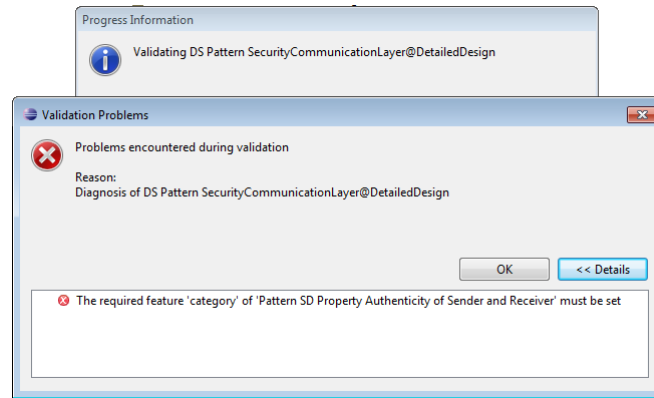 Progress Information
Validating DS Pattern SecurityCommunicationLayer@DetailedDesign
Validation Problems
Problems encountered during validation
Reason:
Diagnosis of DS Pattern SecurityCommunicationLayer@DetailedDesign
OK
<< Details
The required feature 'category' of 'Pattern SD Property Authenticity of Sender and Receiver' must be set